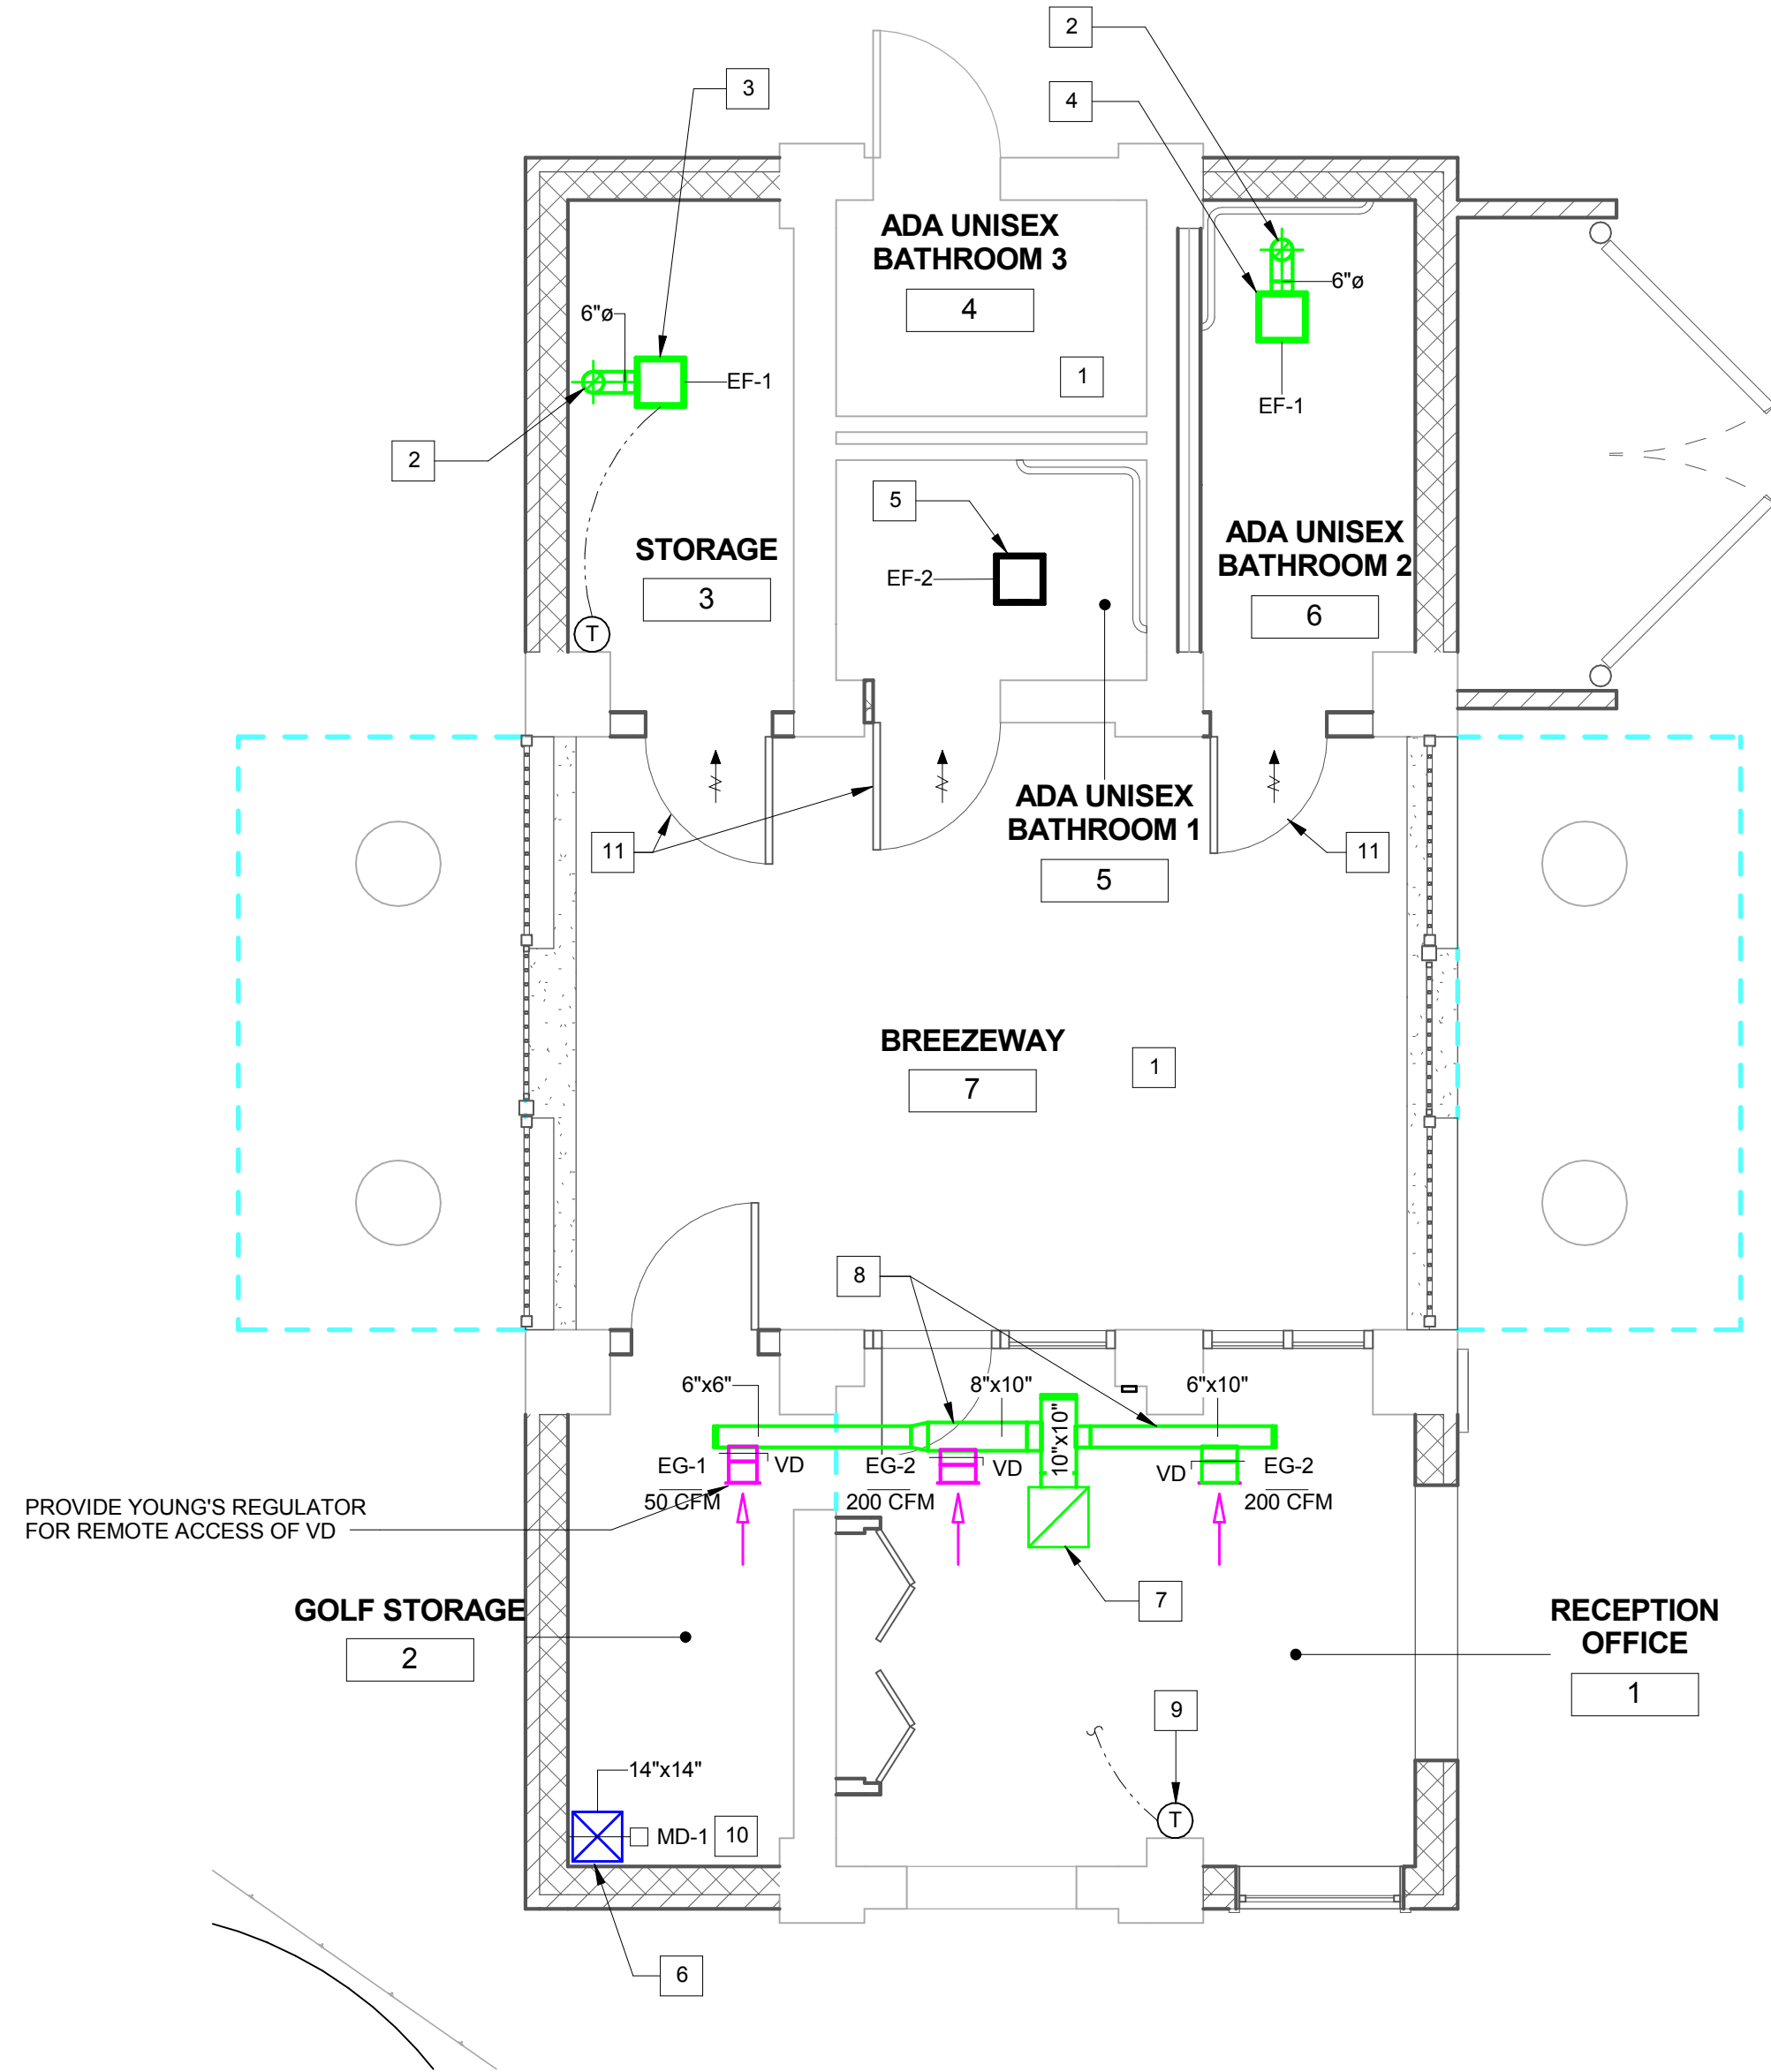 2
3
4
ADA UNISEX
BATHROOM 3
4
6"ø
6"ø
1
EF-1
EF-1
2
5
EF-2
STORAGE
3
ADA UNISEX
BATHROOM 2
6
T
ADA UNISEX
BATHROOM 1
5
11
11
BREEZEWAY
7
1
8
6"x6"
8"x10"
6"x10"
10"x10"
EG-1
50 CFM
VD
EG-2
200 CFM
VD
VD
EG-2
200 CFM
PROVIDE YOUNG'S REGULATOR
FOR REMOTE ACCESS OF VD
7
GOLF STORAGE
2
RECEPTION
OFFICE
1
9
14"x14"
T
MD-1
10
6